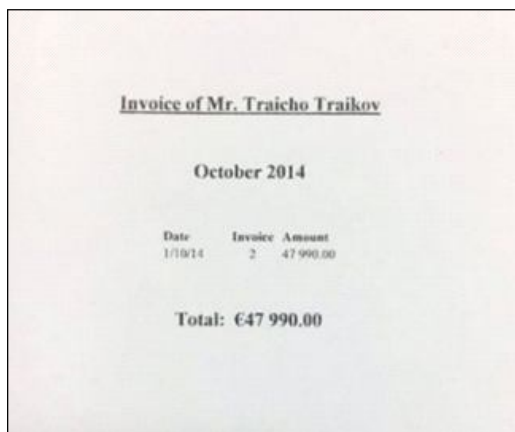 Invoice of Mr. Traicho Traikov
October 2014
Date Invoice Amount
1/10/14 2 47 990.00
Total: €47 990.00